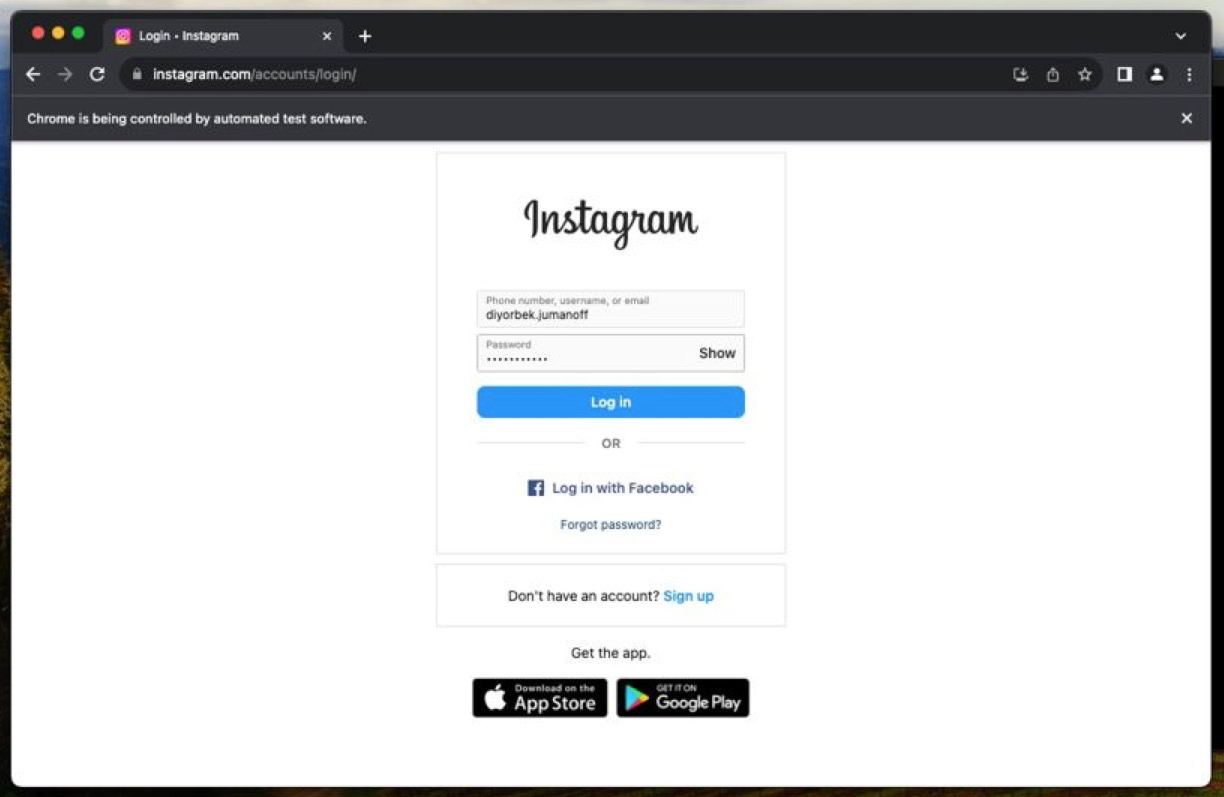 Login • Instagram
instagram.com/accounts/login/
Chrome is being controlled by automated test software.
Instagram
Phone number, username, or email
diyorbek.jumanoff
Password
••••••••••• Show
Log in
OR
Log in with Facebook
Forgot password?
Don't have an account? Sign up
Get the app.
Download on the
App Store
GET IT ON
Google Play